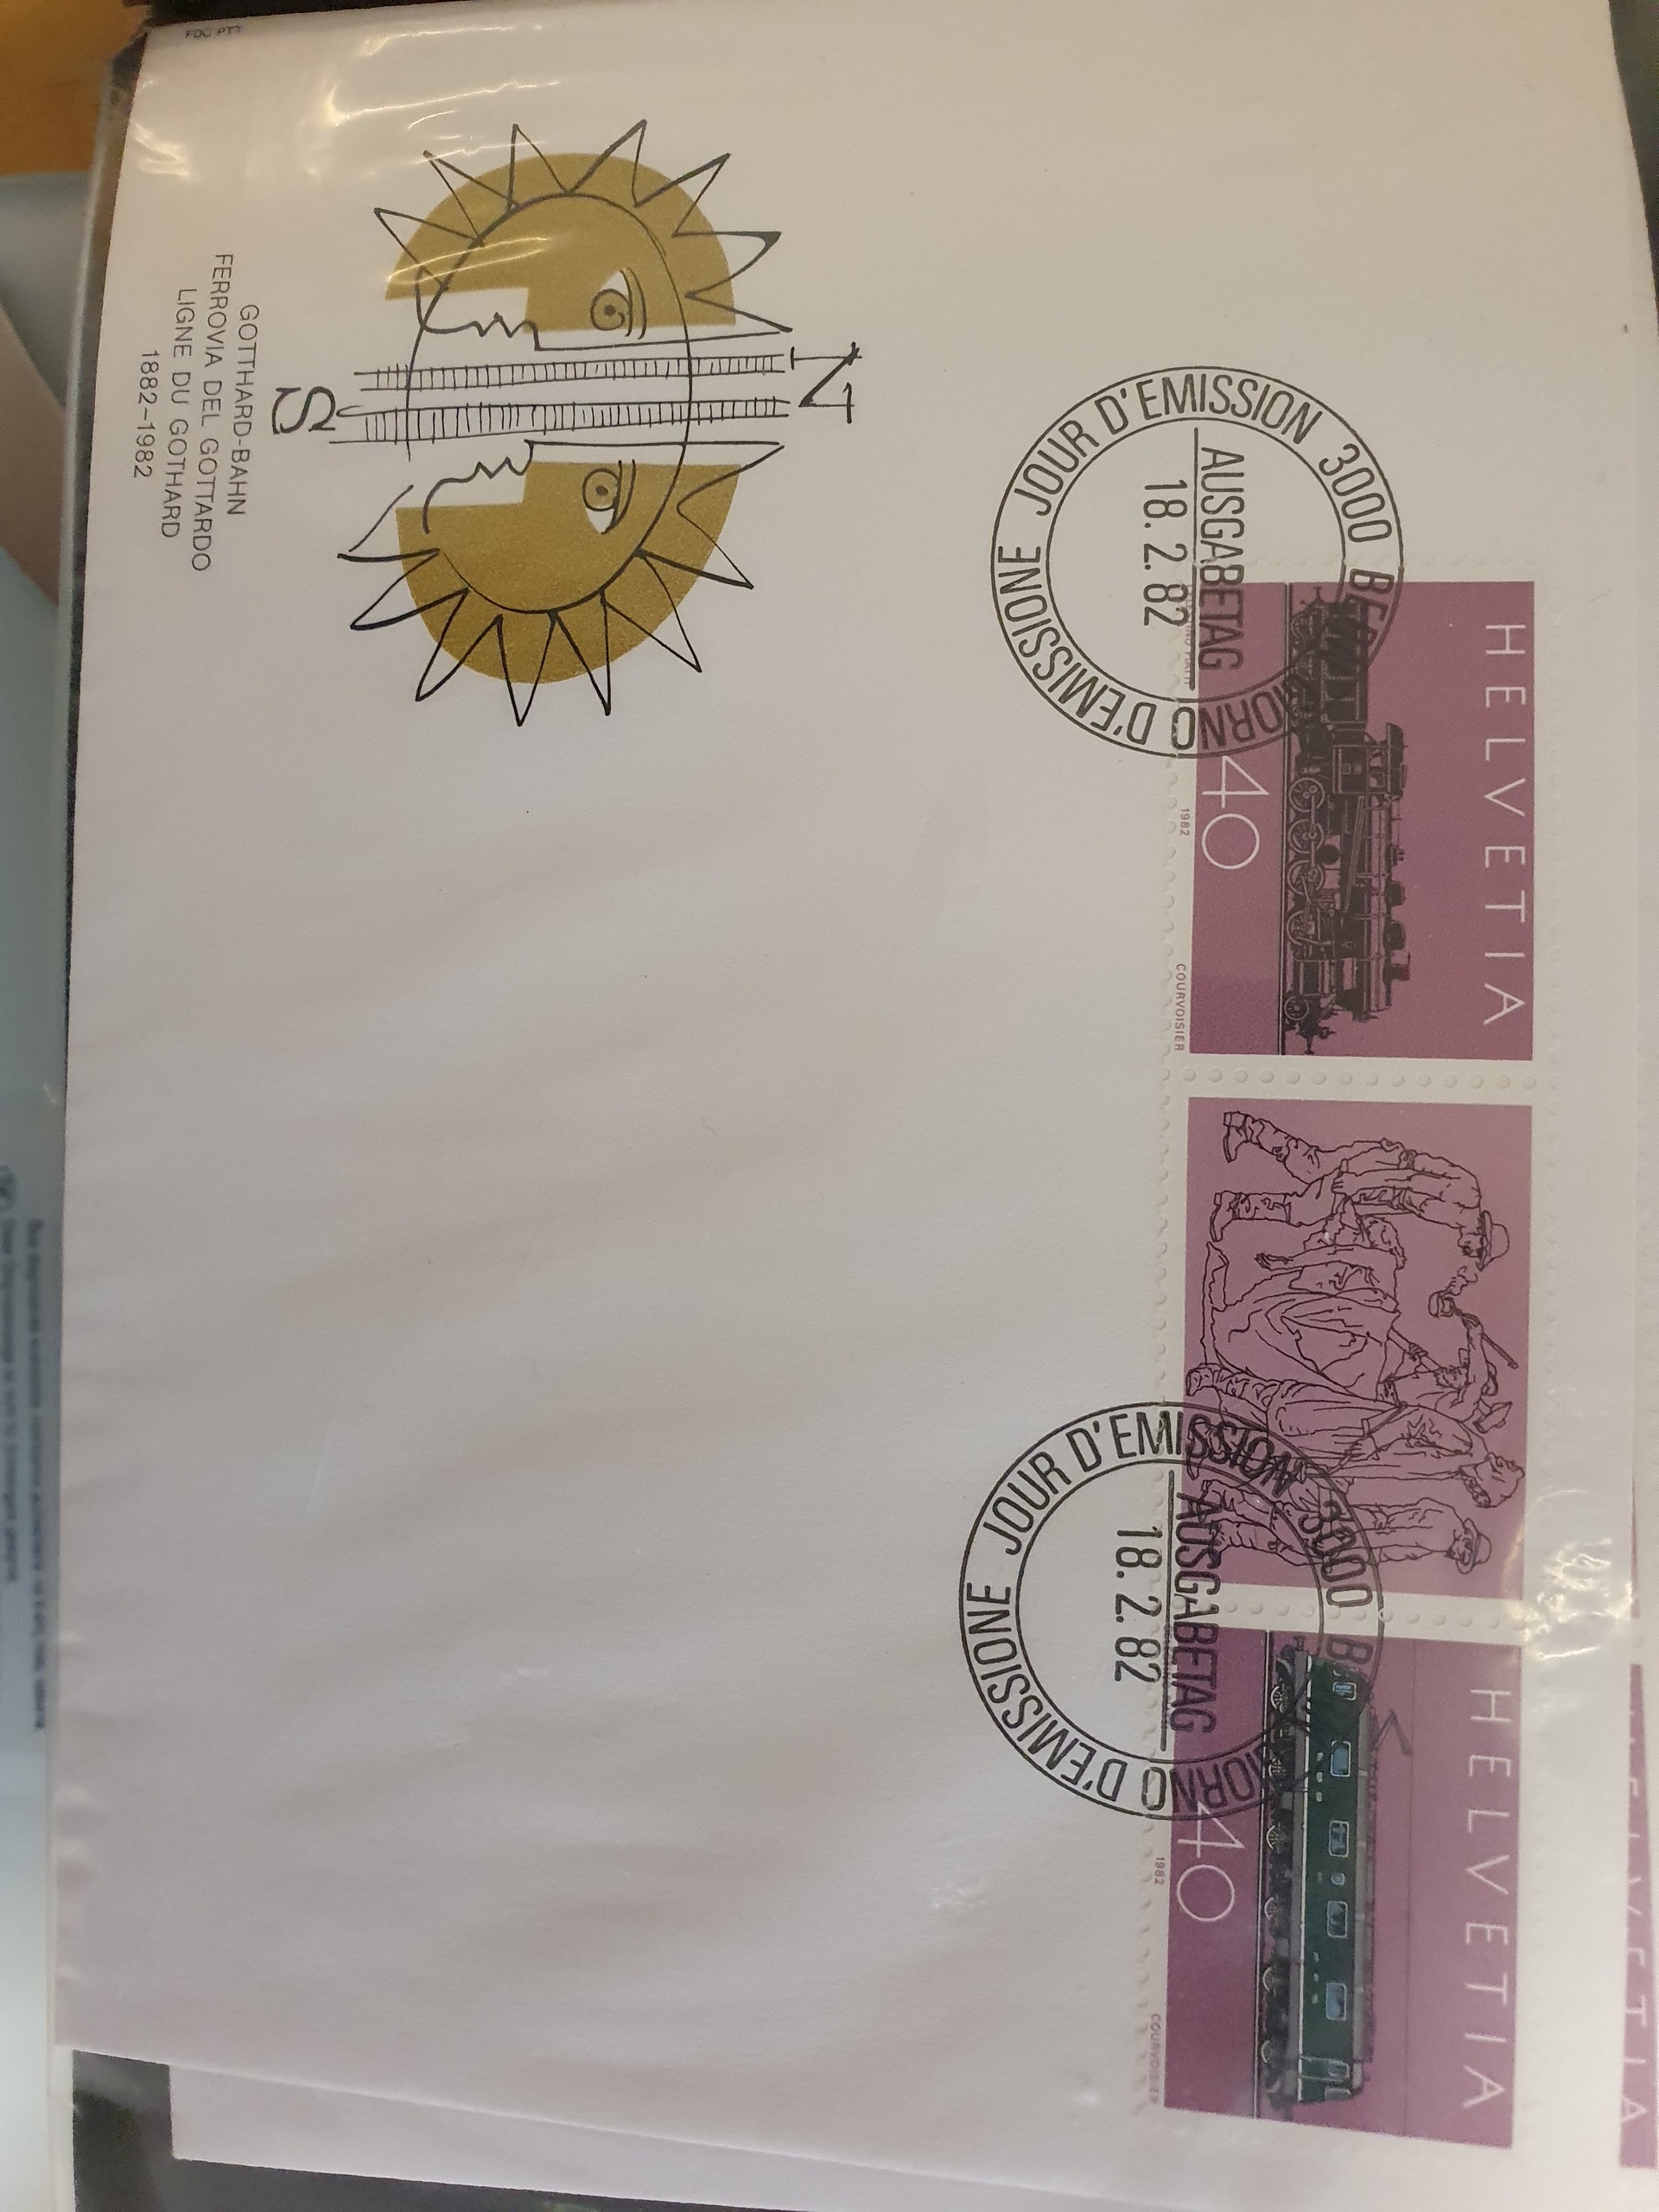 HELVETIA
40
1982
COURVOISIER
HELVETIA
40
1982
COURVOISIER
JOUR D'EMISSION 3000 BERN GIORNO D'EMISSIONE
AUSGABETAG
18.2.82
JOUR D'EMISSION 3000 BERN GIORNO D'EMISSIONE
AUSGABETAG
18.2.82
N
S
GOTTHARD-BAHN
FERROVIA DEL GOTTARDO
LIGNE DU GOTHARD
1882–1982
FDC PTT